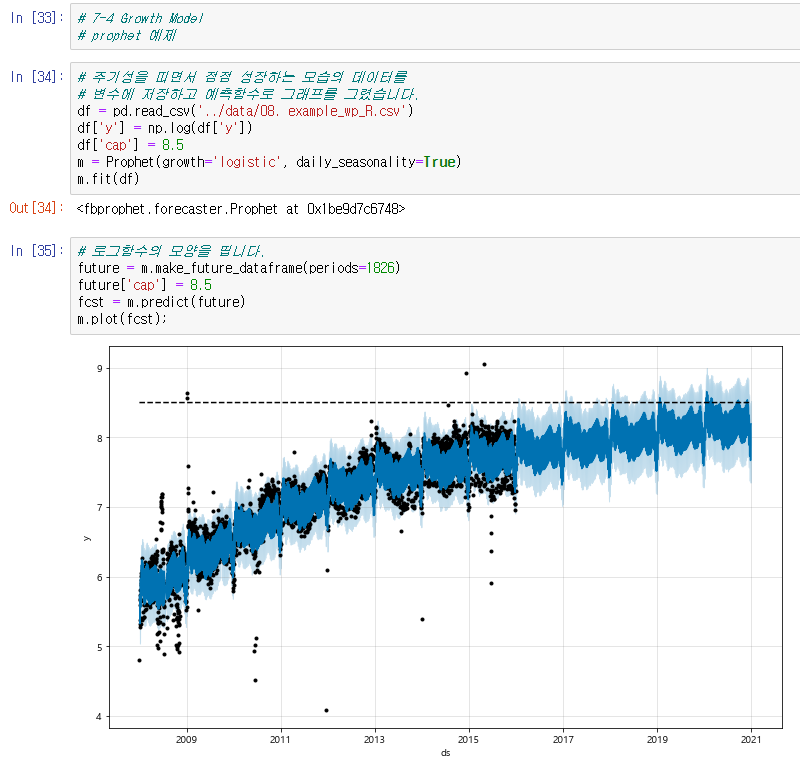 In [33]:
# 7-4 Growth Model
# prophet 예제
In [34]:
# 주기성을 띠면서 점점 성장하는 모습의 데이터를
# 변수에 저장하고 예측함수로 그래프를 그렸습니다.
df = pd.read_csv('../data/08. example_wp_R.csv')
df['y'] = np.log(df['y'])
df['cap'] = 8.5
m = Prophet(growth='logistic', daily_seasonality=True)
m.fit(df)
Out[34]:
<fbprophet.forecaster.Prophet at 0x1be9d7c6748>
In [35]:
# 로그함수의 모양을 띕니다.
future = m.make_future_dataframe(periods=1826)
future['cap'] = 8.5
fcst = m.predict(future)
m.plot(fcst);
9
8
7
y
6
5
4
2009 2011 2013 2015 2017 2019 2021
ds